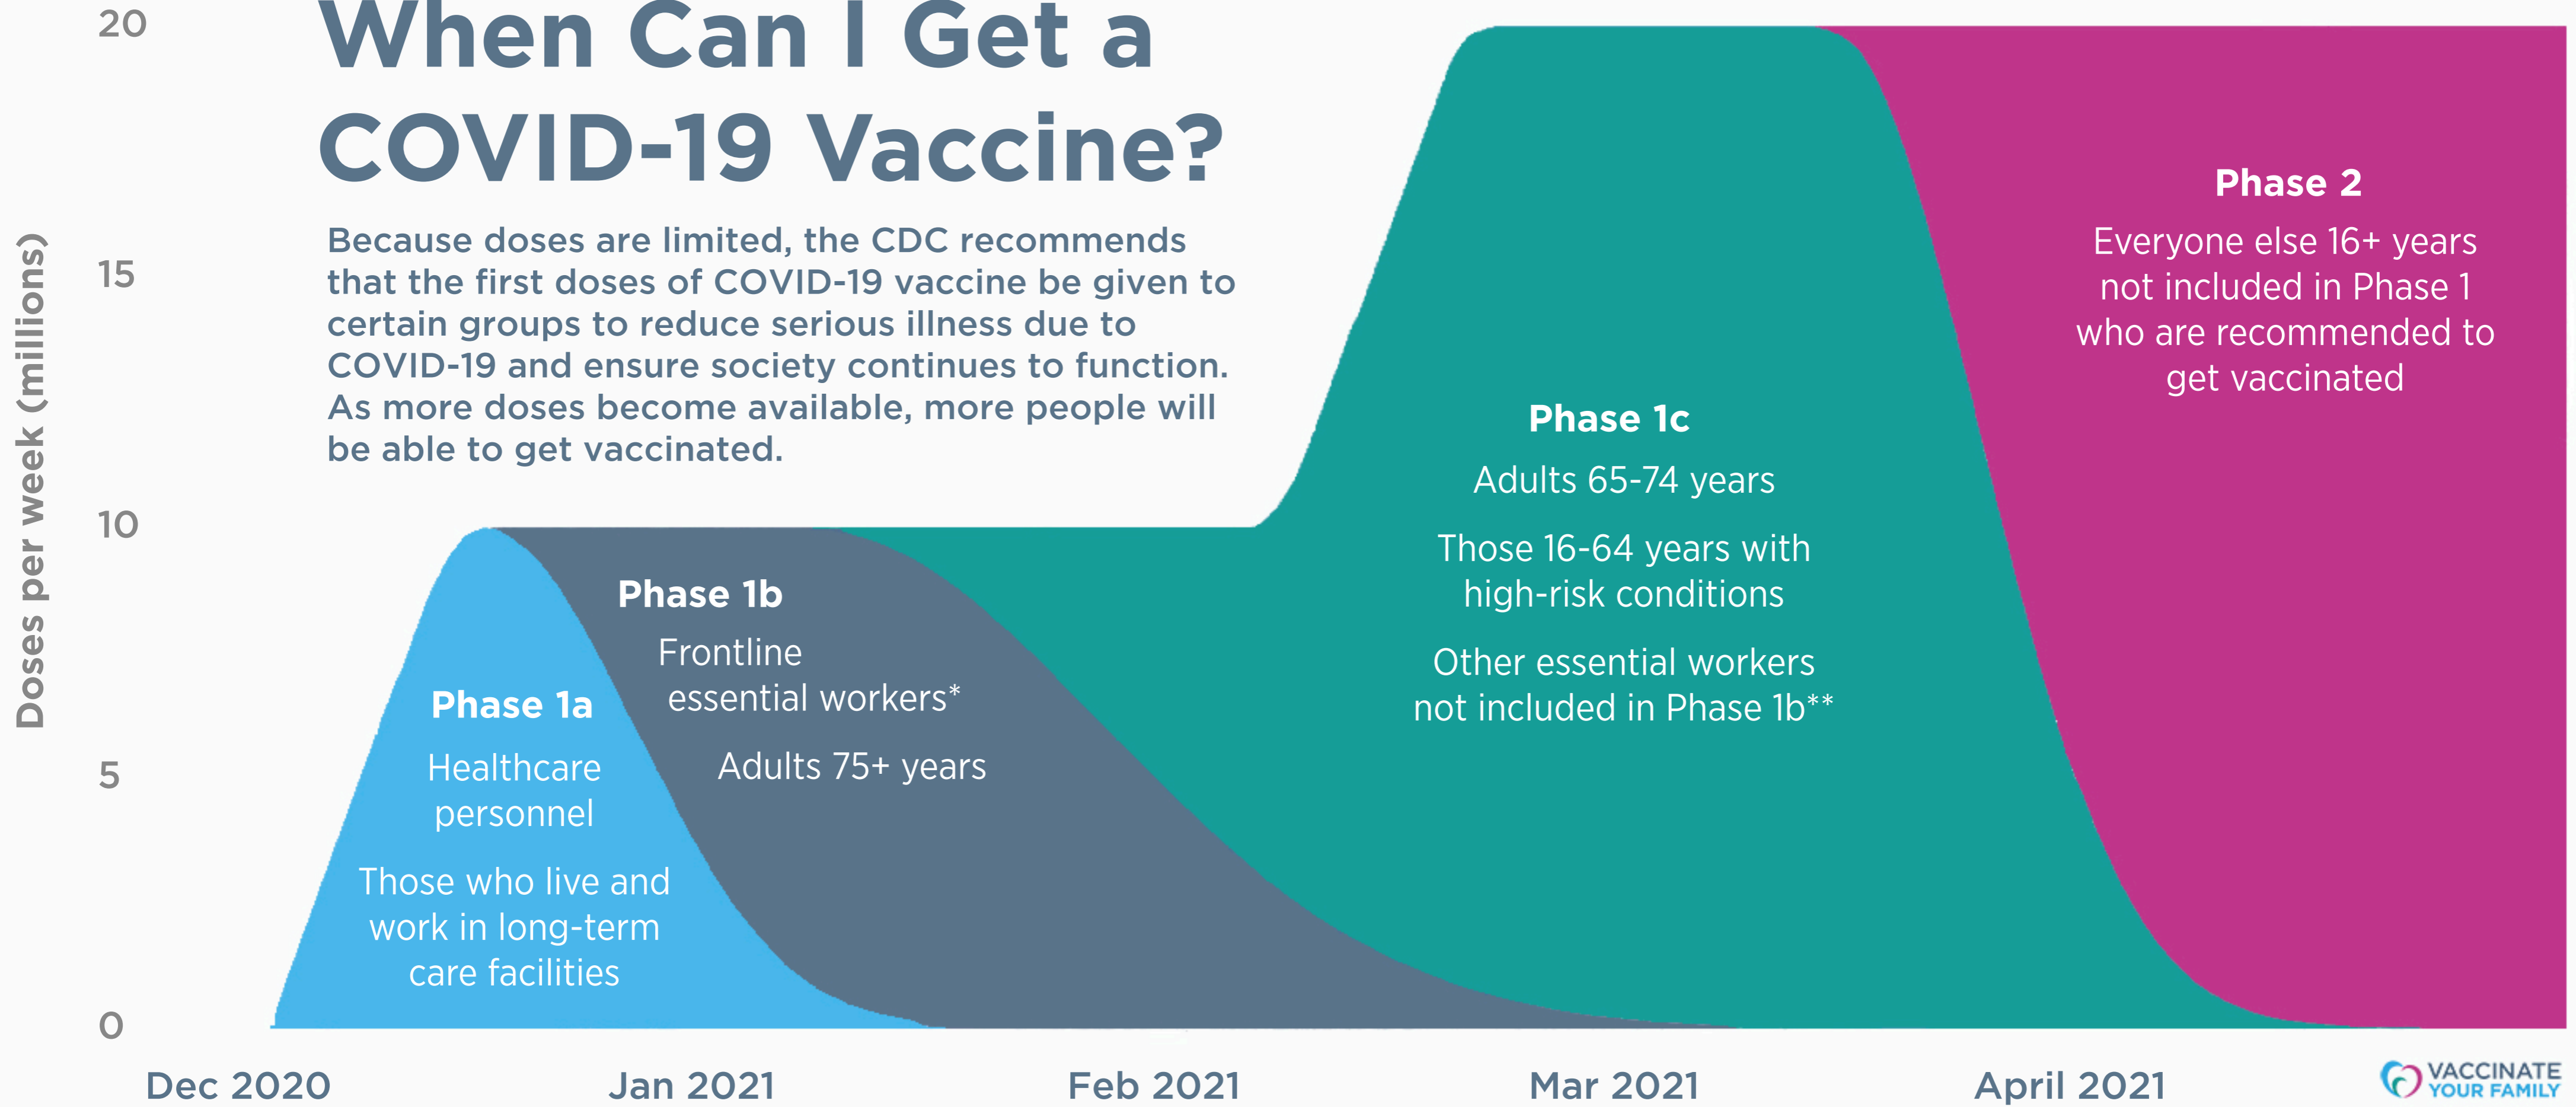 When Can I Get a
COVID-19 Vaccine?
Because doses are limited, the CDC recommends
that the first doses of COVID-19 vaccine be given to
certain groups to reduce serious illness due to
COVID-19 and ensure society continues to function.
As more doses become available, more people will
be able to get vaccinated.
Doses per week (millions)
20
15
10
5
0
Phase 1a
Healthcare
personnel
Those who live and
work in long-term
care facilities
Phase 1b
Frontline
essential workers*
Adults 75+ years
Phase 1c
Adults 65-74 years
Those 16-64 years with
high-risk conditions
Other essential workers
not included in Phase 1b**
Phase 2
Everyone else 16+ years
not included in Phase 1
who are recommended to
get vaccinated
Dec 2020
Jan 2021
Feb 2021
Mar 2021
April 2021
VACCINATE
YOUR FAMILY